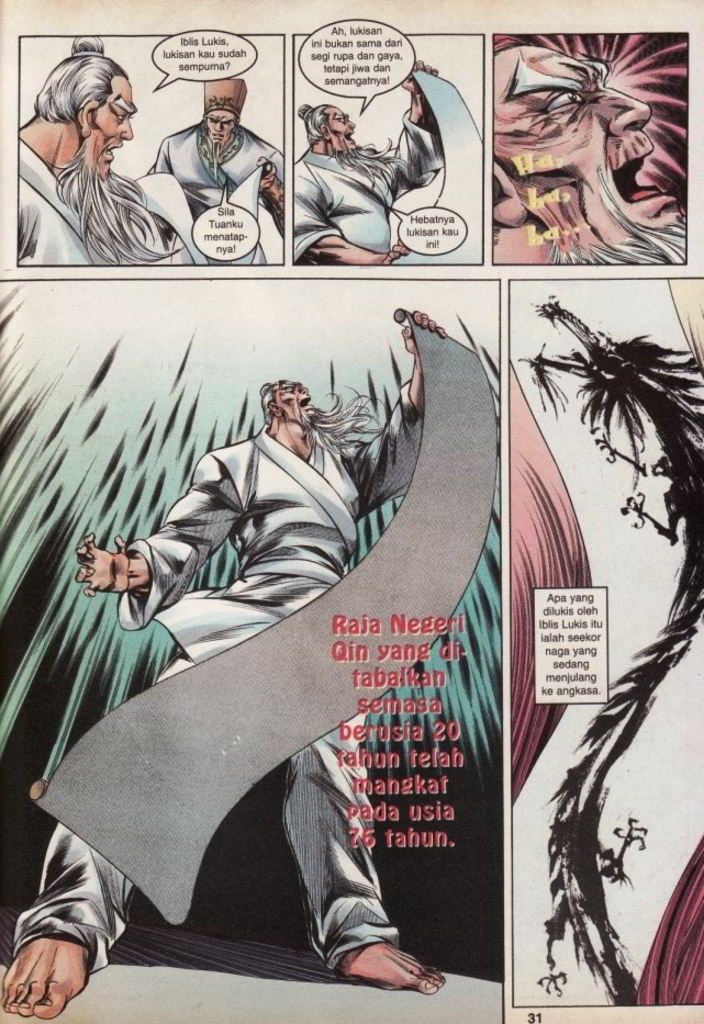 Iblis Lukis,
lukisan kau sudah
sempurna?
Sila
Tuanku
menatap-
nya!
Ah, lukisan
ini bukan sama dari
segi rupa dan gaya,
tetapi jiwa dan
semangatnya!
Hebatnya
lukisan kau
ini!
Ha,
ha,
ha...
Raja Negeri
Qin yang di-
tabalkan
semasa
berusia 20
tahun telah
mangkat
pada usia
76 tahun.
Apa yang
dilukis oleh
Iblis Lukis itu
ialah seekor
naga yang
sedang
menjulang
ke angkasa.
31